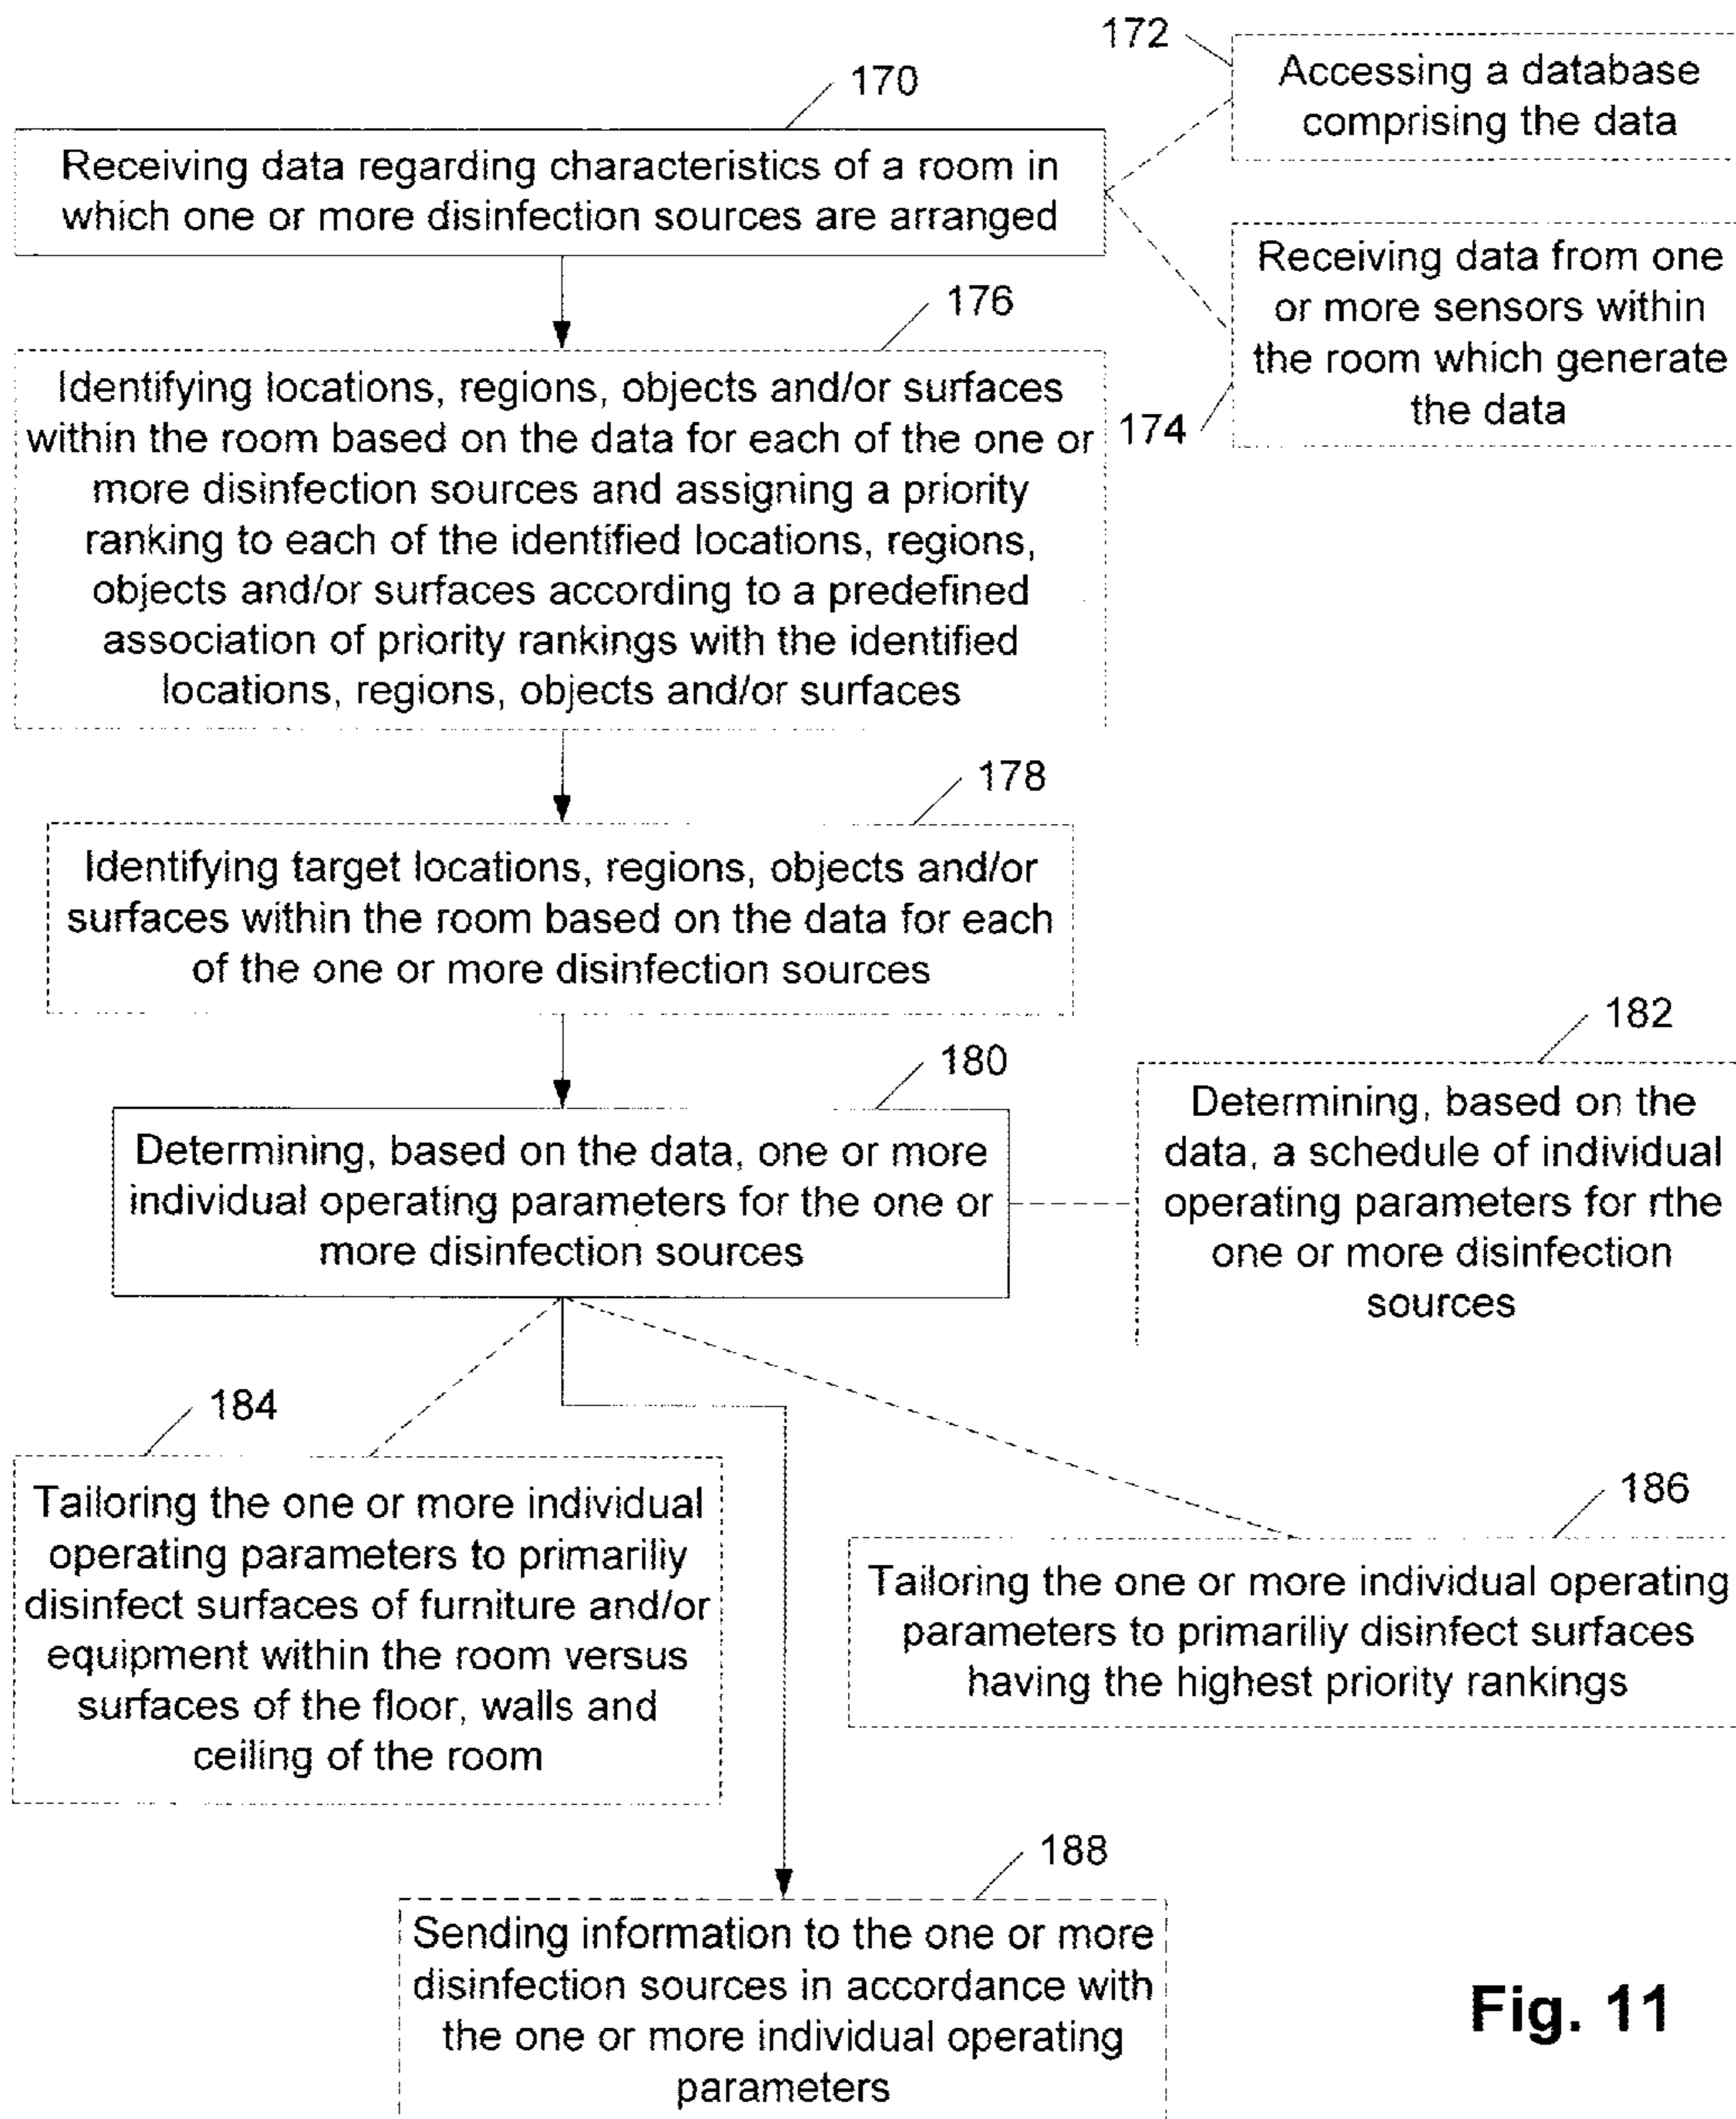 172
Accessing a database
comprising the data
170
Receiving data regarding characteristics of a room in
which one or more disinfection sources are arranged
Receiving data from one
or more sensors within
the room which generate
the data
174
176
Identifying locations, regions, objects and/or surfaces
within the room based on the data for each of the one or
more disinfection sources and assigning a priority
ranking to each of the identified locations, regions,
objects and/or surfaces according to a predefined
association of priority rankings with the identified
locations, regions, objects and/or surfaces
178
Identifying target locations, regions, objects and/or
surfaces within the room based on the data for each
of the one or more disinfection sources
180
Determining, based on the data, one or more
individual operating parameters for the one or
more disinfection sources
182
Determining, based on the
data, a schedule of individual
operating parameters for rthe
one or more disinfection
sources
184
Tailoring the one or more individual
operating parameters to primariliy
disinfect surfaces of furniture and/or
equipment within the room versus
surfaces of the floor, walls and
ceiling of the room
186
Tailoring the one or more individual operating
parameters to primariliy disinfect surfaces
having the highest priority rankings
188
Sending information to the one or more
disinfection sources in accordance with
the one or more individual operating
parameters
Fig. 11